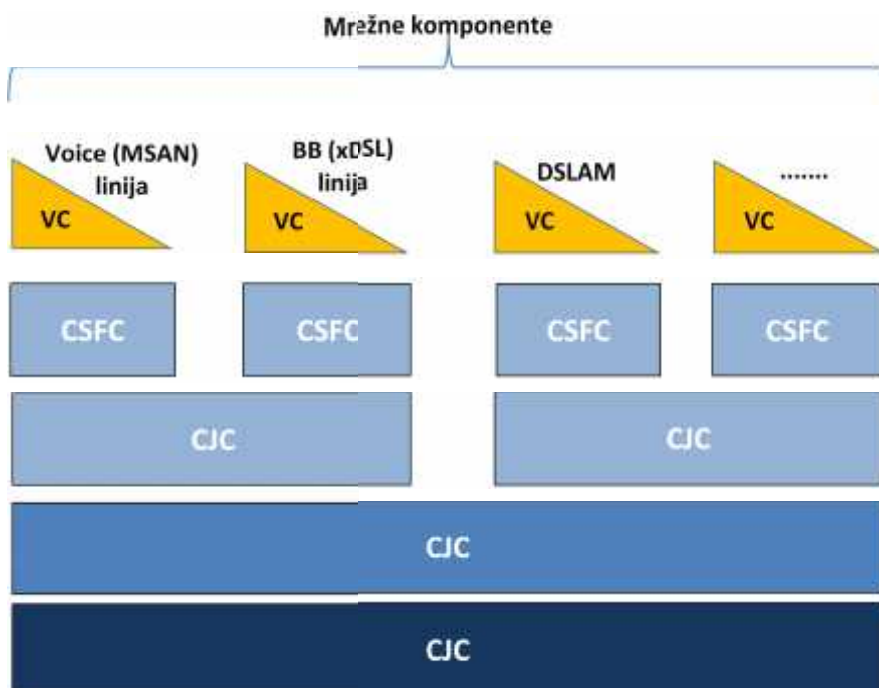 Mrežne komponente
Voice (MSAN)
linija
BB (xDSL)
linija
DSLAM
.......
VC
VC
VC
VC
CSFC
CSFC
CSFC
CSFC
CJC
CJC
CJC
CJC